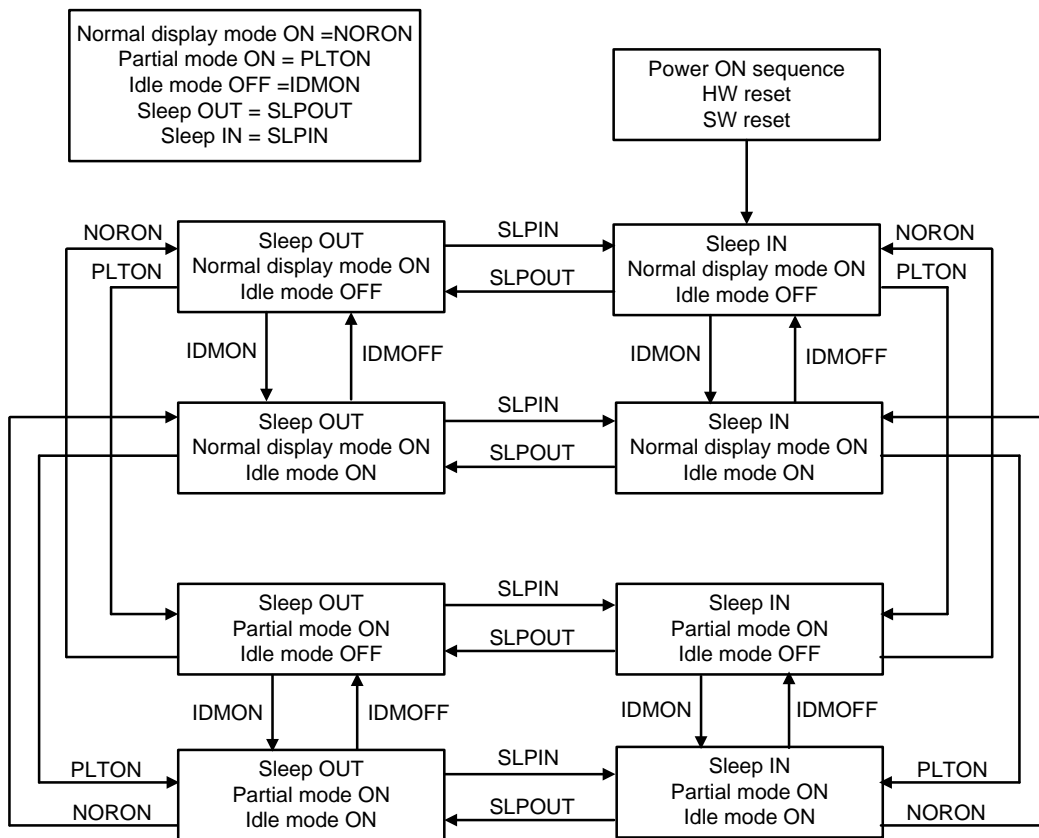 Normal display mode ON =NORON
Partial mode ON = PLTON
Idle mode OFF =IDMON
Sleep OUT = SLPOUT
Sleep IN = SLPIN
Power ON sequence
HW reset
SW reset
NORON
PLTON
Sleep OUT
Normal display mode ON
Idle mode OFF
SLPIN
SLPOUT
Sleep IN
Normal display mode ON
Idle mode OFF
NORON
PLTON
IDMON
IDMOFF
IDMON
IDMOFF
Sleep OUT
Normal display mode ON
Idle mode ON
SLPIN
SLPOUT
Sleep IN
Normal display mode ON
Idle mode ON
Sleep OUT
Partial mode ON
Idle mode OFF
SLPIN
SLPOUT
Sleep IN
Partial mode ON
Idle mode OFF
IDMON
IDMOFF
IDMON
IDMOFF
PLTON
NORON
Sleep OUT
Partial mode ON
Idle mode ON
SLPIN
SLPOUT
Sleep IN
Partial mode ON
Idle mode ON
PLTON
NORON